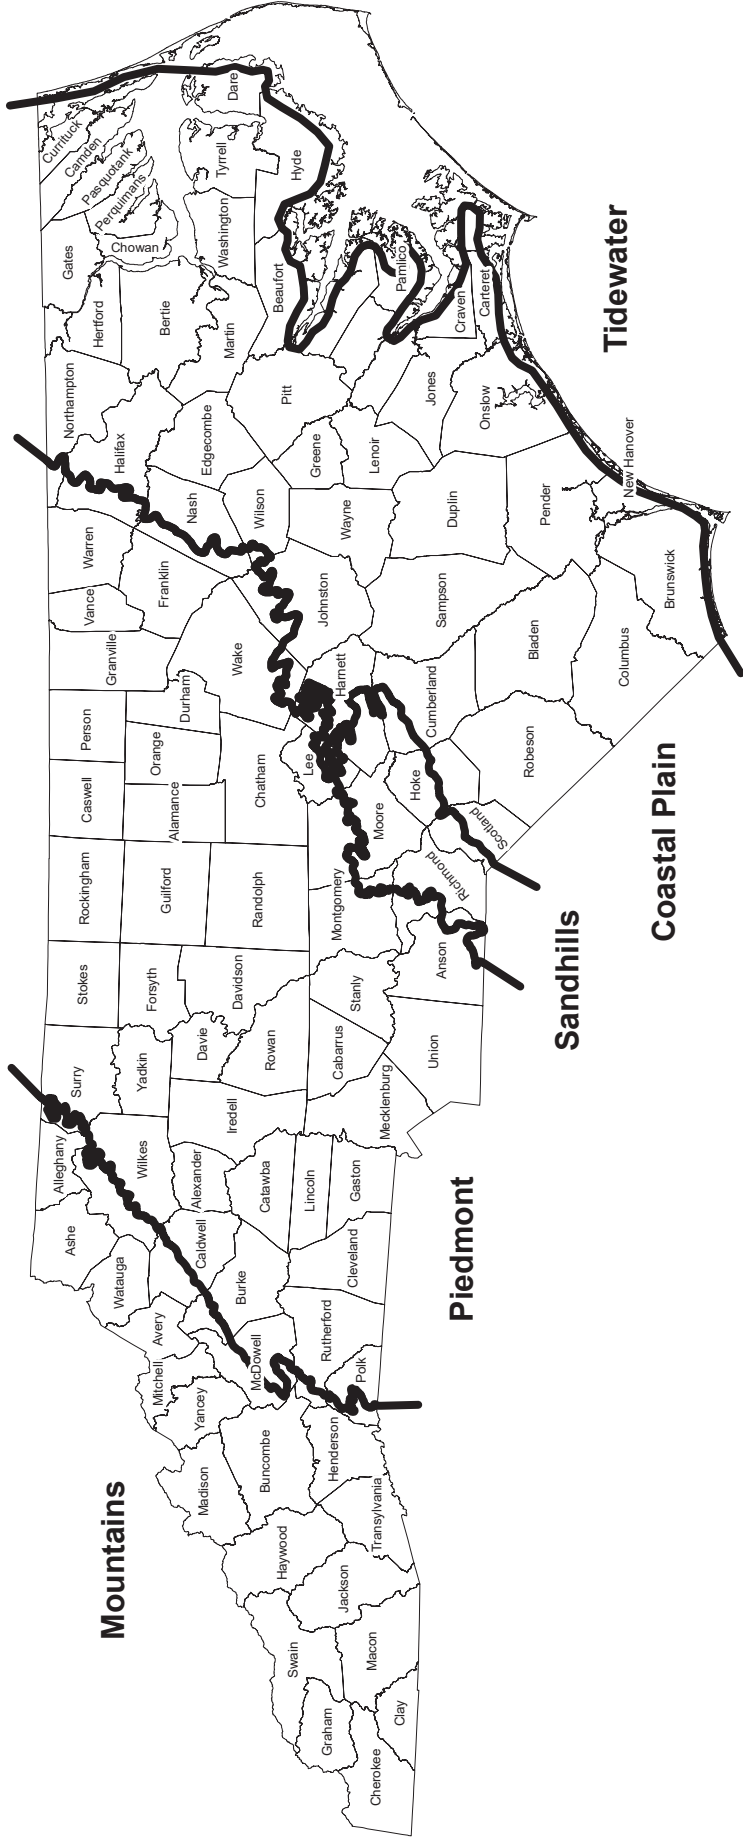 Mountains
Piedmont
Sandhills
Coastal Plain
Tidewater
Cherokee
Graham
Clay
Swain
Macon
Jackson
Haywood
Transylvania
Madison
Buncombe
Henderson
Yancey
Mitchell
Avery
McDowell
Polk
Rutherford
Watauga
Ashe
Alleghany
Caldwell
Burke
Cleveland
Wilkes
Alexander
Catawba
Lincoln
Gaston
Surry
Yadkin
Iredell
Mecklenburg
Davie
Rowan
Cabarrus
Union
Stokes
Forsyth
Davidson
Stanly
Anson
Rockingham
Guilford
Randolph
Montgomery
Richmond
Caswell
Alamance
Chatham
Moore
Scotland
Person
Orange
Durham
Lee
Hoke
Granville
Wake
Harnett
Cumberland
Robeson
Vance
Warren
Franklin
Johnston
Sampson
Bladen
Columbus
Brunswick
Northampton
Halifax
Nash
Wilson
Wayne
Duplin
Pender
New Hanover
Edgecombe
Greene
Lenoir
Jones
Onslow
Hertford
Bertie
Martin
Pitt
Craven
Carteret
Gates
Chowan
Washington
Beaufort
Pamlico
Perquimans
Pasquotank
Camden
Currituck
Tyrrell
Hyde
Dare